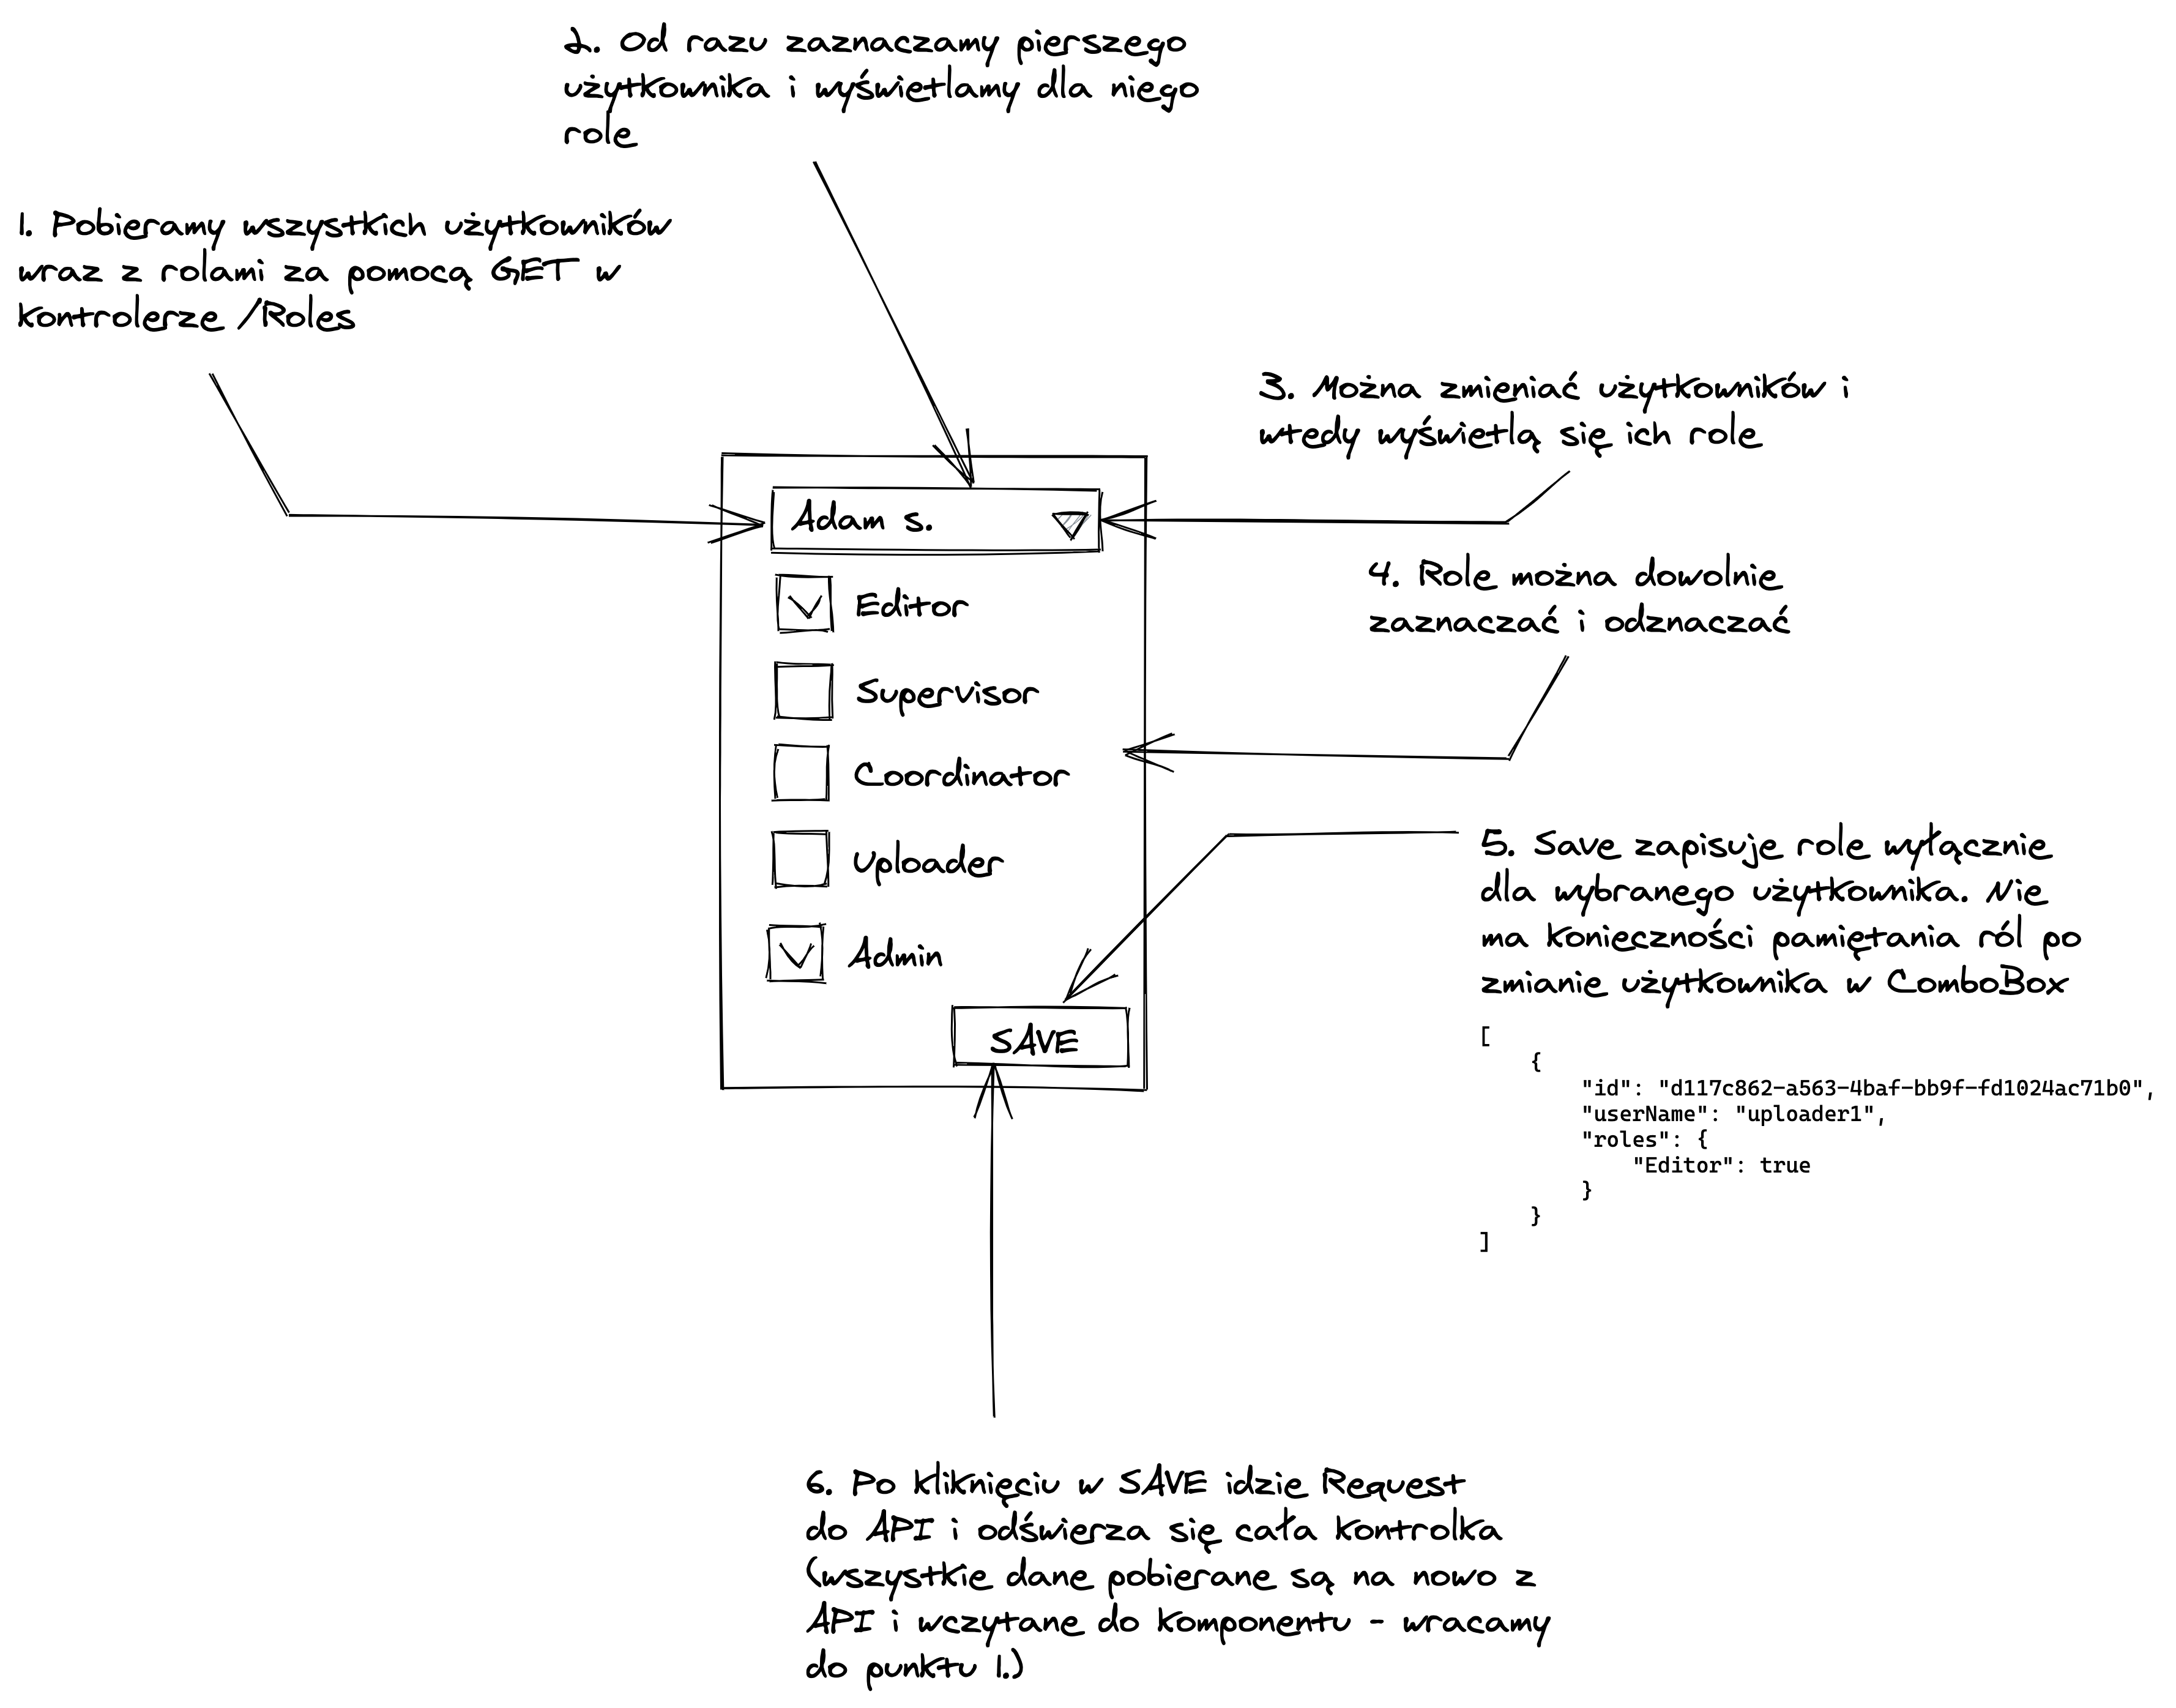 2. Od razu zaznaczamy pierszego
użytkownika i wyświetlamy dla niego
role
1. Pobieramy wszystkich użytkowników
wraz z rolami za pomocą GET w
kontrolerze /Roles
3. Można zmieniać użytkowników i
wtedy wyświetlą się ich role
Adam S.
4. Role można dowolnie
zaznaczać i odznaczać
Editor
Supervisor
Coordinator
Uploader
Admin
SAVE
5. Save zapisuje role wyłącznie
dla wybranego użytkownika. Nie
ma konieczności pamiętania ról po
zmianie użytkownika w ComboBox
[
{
"id": "d117c862-a563-4baf-bb9f-fd1024ac71b0",
"userName": "uploader1",
"roles": {
"Editor": true
}
}
]
6. Po kliknięciu w SAVE idzie Request
do API i odświerza się cała kontrolka
(wszystkie dane pobierane są na nowo z
API i wczytane do komponentu - wracamy
do punktu 1.)